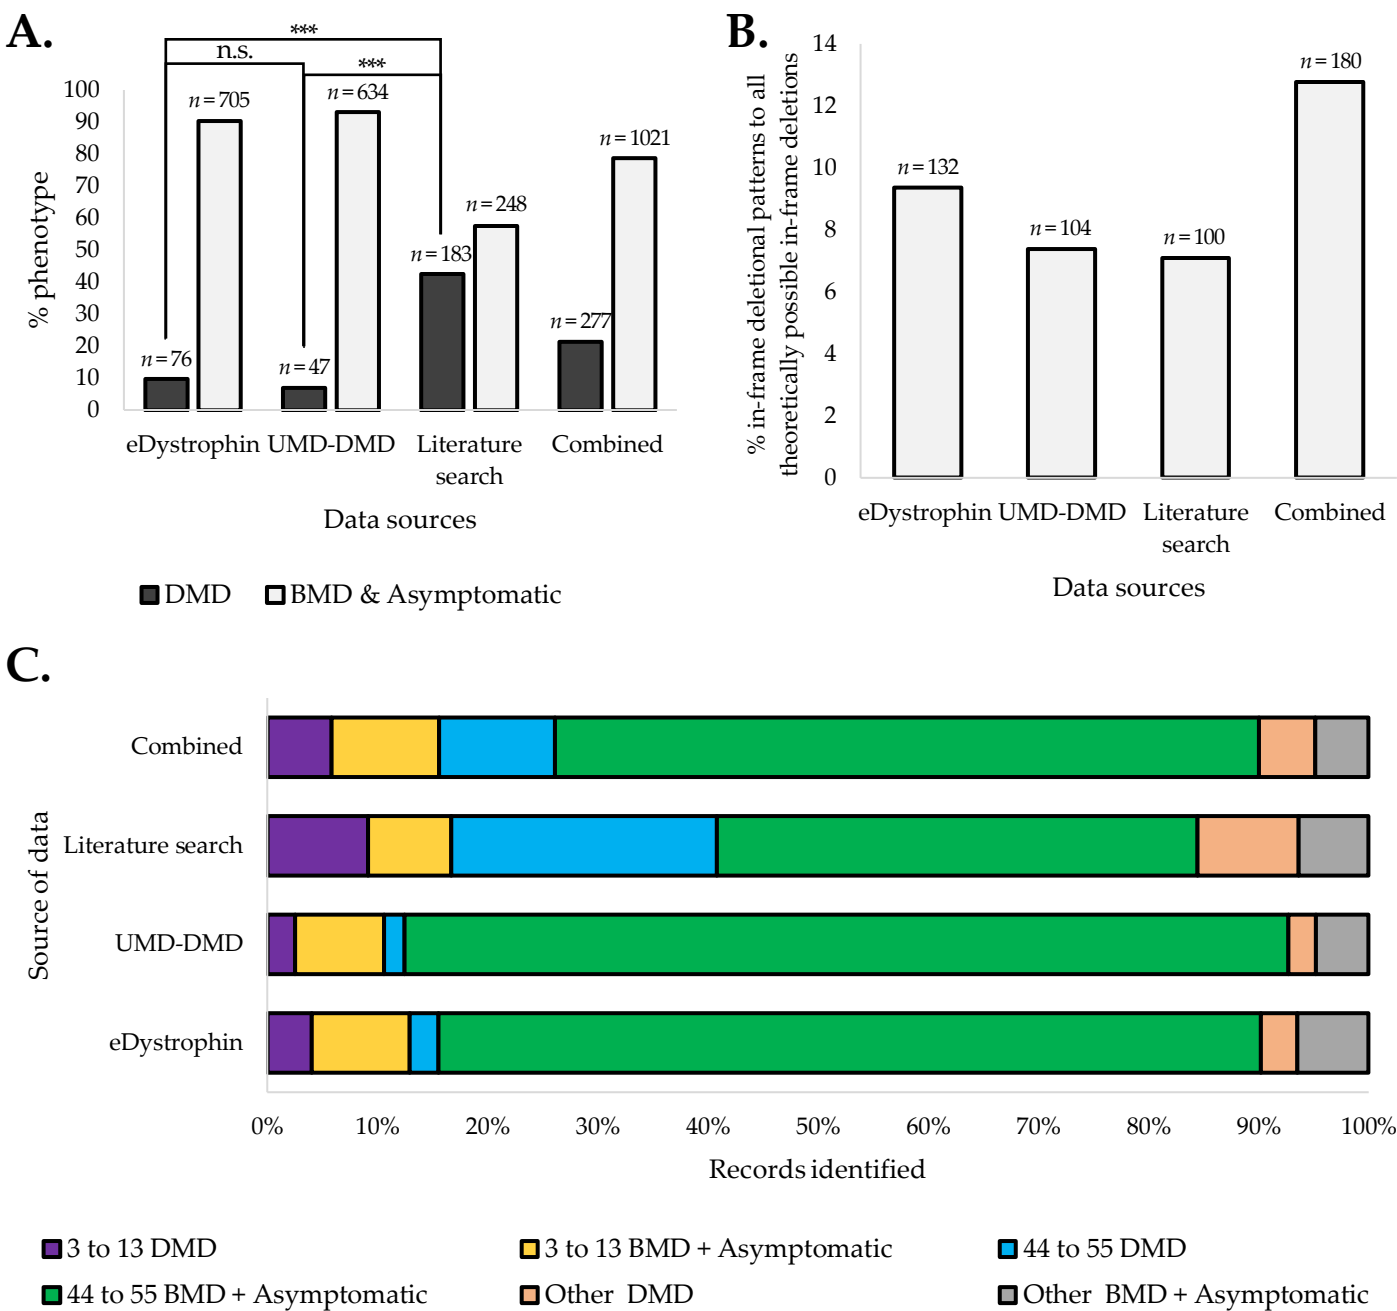 A.
***
n.s.
***
% phenotype
100
90
80
70
60
50
40
30
20
10
0
n = 76
n = 705
n = 47
n = 634
n = 183
n = 248
n = 277
n = 1021
eDystrophin
UMD-DMD
Literature
search
Combined
Data sources
DMD
BMD & Asymptomatic
B.
% in-frame deletional patterns to all
theoretically possible in-frame deletions
14
12
10
8
6
4
2
0
n = 132
n = 104
n = 100
n = 180
eDystrophin
UMD-DMD
Literature
search
Combined
Data sources
C.
Source of data
Combined
Literature search
UMD-DMD
eDystrophin
0%
10%
20%
30%
40%
50%
60%
70%
80%
90%
100%
Records identified
3 to 13 DMD
3 to 13 BMD + Asymptomatic
44 to 55 DMD
44 to 55 BMD + Asymptomatic
Other DMD
Other BMD + Asymptomatic